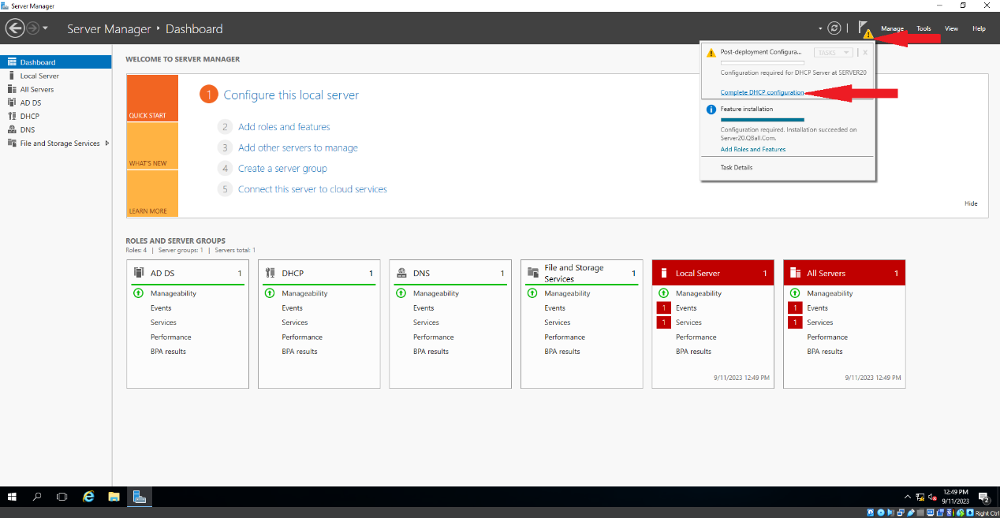 Server Manager
Server Manager
Dashboard
Manage
Tools
View
Help
Dashboard
Local Server
All Servers
AD DS
DHCP
DNS
File and Storage Services
WELCOME TO SERVER MANAGER
QUICK START
WHAT'S NEW
LEARN MORE
1 Configure this local server
2 Add roles and features
3 Add other servers to manage
4 Create a server group
5 Connect this server to cloud services
Hide
Post-deployment Configura...
TASKS
X
Configuration required for DHCP Server at SERVER20
Complete DHCP configuration
Feature installation
Configuration required. Installation succeeded on
Server20.QBall.Com.
Add Roles and Features
Task Details
ROLES AND SERVER GROUPS
Roles: 4 | Server groups: 1 | Servers total: 1
AD DS 1
Manageability
Events
Services
Performance
BPA results
DHCP 1
Manageability
Events
Services
Performance
BPA results
DNS 1
Manageability
Events
Services
Performance
BPA results
File and Storage
Services 1
Manageability
Events
Services
Performance
BPA results
Local Server 1
Manageability
1 Events
1 Services
Performance
BPA results
9/11/2023 12:49 PM
All Servers 1
Manageability
1 Events
1 Services
Performance
BPA results
9/11/2023 12:49 PM
12:49 PM
9/11/2023
2
Right Ctrl